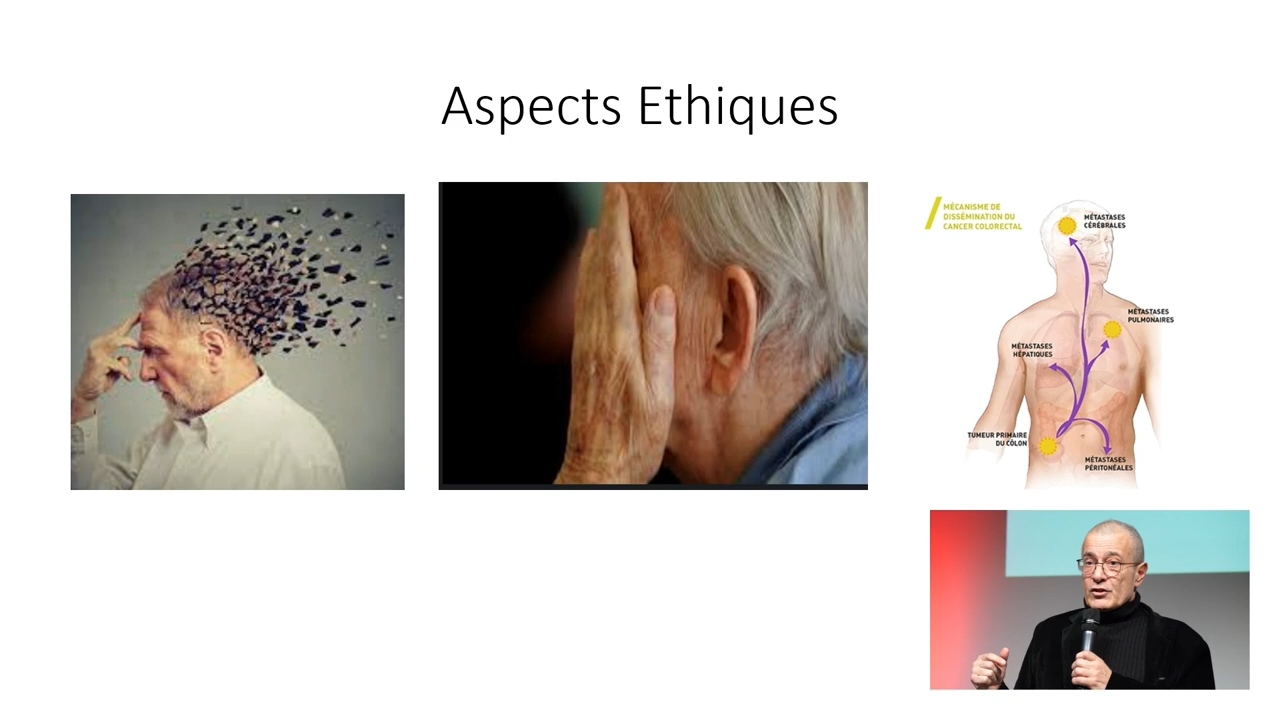 Aspects Ethiques
MÉCANISME DE
DISSÉMINATION DU
CANCER COLORECTAL
MÉTASTASES
CÉRÉBRALES
MÉTASTASES
PULMONAIRES
MÉTASTASES
HÉPATIQUES
TUMEUR PRIMAIRE
DU CÔLON
MÉTASTASES
PÉRITONÉALES